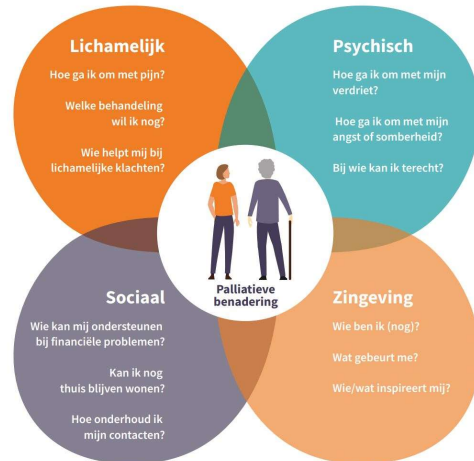 Lichamelijk
Hoe ga ik om met pijn?
Welke behandeling
wil ik nog?
Wie helpt mij bij
lichamelijke klachten?
Psychisch
Hoe ga ik om met mijn
verdriet?
Hoe ga ik om met mijn
angst of somberheid?
Bij wie kan ik terecht?
Palliatieve
benadering
Sociaal
Wie kan mij ondersteunen
bij financiële problemen?
Kan ik nog
thuis blijven wonen?
Hoe onderhoud ik
mijn contacten?
Zingeving
Wie ben ik (nog)?
Wat gebeurt me?
Wie/wat inspireert mij?